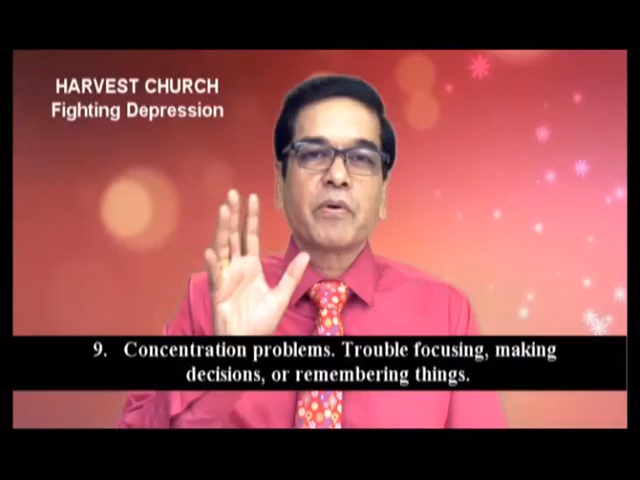 HARVEST CHURCH
Fighting Depression
9. Concentration problems. Trouble focusing, making
decisions, or remembering things.